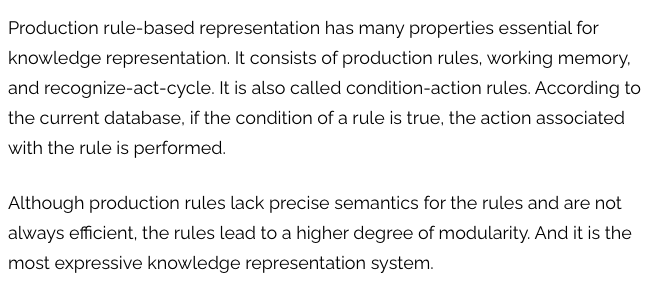 Production rule-based representation has many properties essential for
knowledge representation. It consists of production rules, working memory,
and recognize-act-cycle. It is also called condition-action rules. According to
the current database, if the condition of a rule is true, the action associated
with the rule is performed.
Although production rules lack precise semantics for the rules and are not
always efficient, the rules lead to a higher degree of modularity. And it is the
most expressive knowledge representation system.